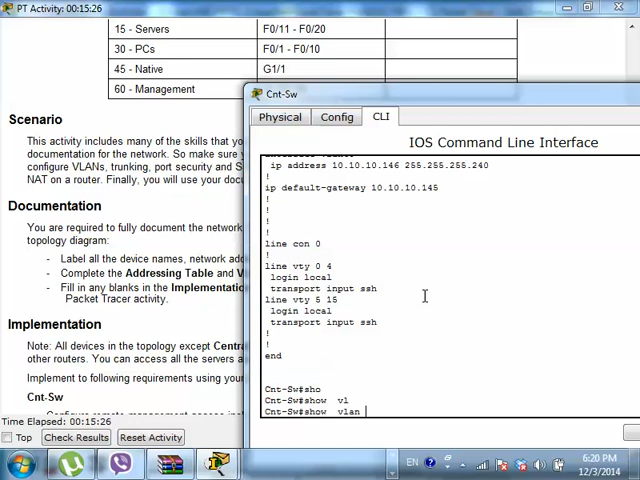 PT Activity: 00:15:26
15 - Servers F0/11 - F0/20
30 - PCs F0/1 - F0/10
45 - Native G1/1
60 - Management
Scenario
This activity includes many of the skills that yo
documentation for the network. So make sure y
configure VLANs, trunking, port security and S
NAT on a router. Finally, you will use your docu
Documentation
You are required to fully document the network
topology diagram:
- Label all the device names, network add
- Complete the Addressing Table and V
- Fill in any blanks in the Implementation
Packet Tracer activity.
Implementation
Note: All devices in the topology except Centra
other routers. You can access all the servers a
Implement to following requirements using your
Cnt-Sw
Time Elapsed: 00:15:26
Top Check Results Reset Activity
Cnt-Sw
Physical Config CLI
IOS Command Line Interface
ip address 10.10.10.146 255.255.255.240
!
ip default-gateway 10.10.10.145
!
!
!
!
line con 0
!
line vty 0 4
login local
transport input ssh
line vty 5 15
login local
transport input ssh
!
!
end
Cnt-Sw#sho
Cnt-Sw#show vl
Cnt-Sw#show vlan
EN
6:20 PM
12/3/2014